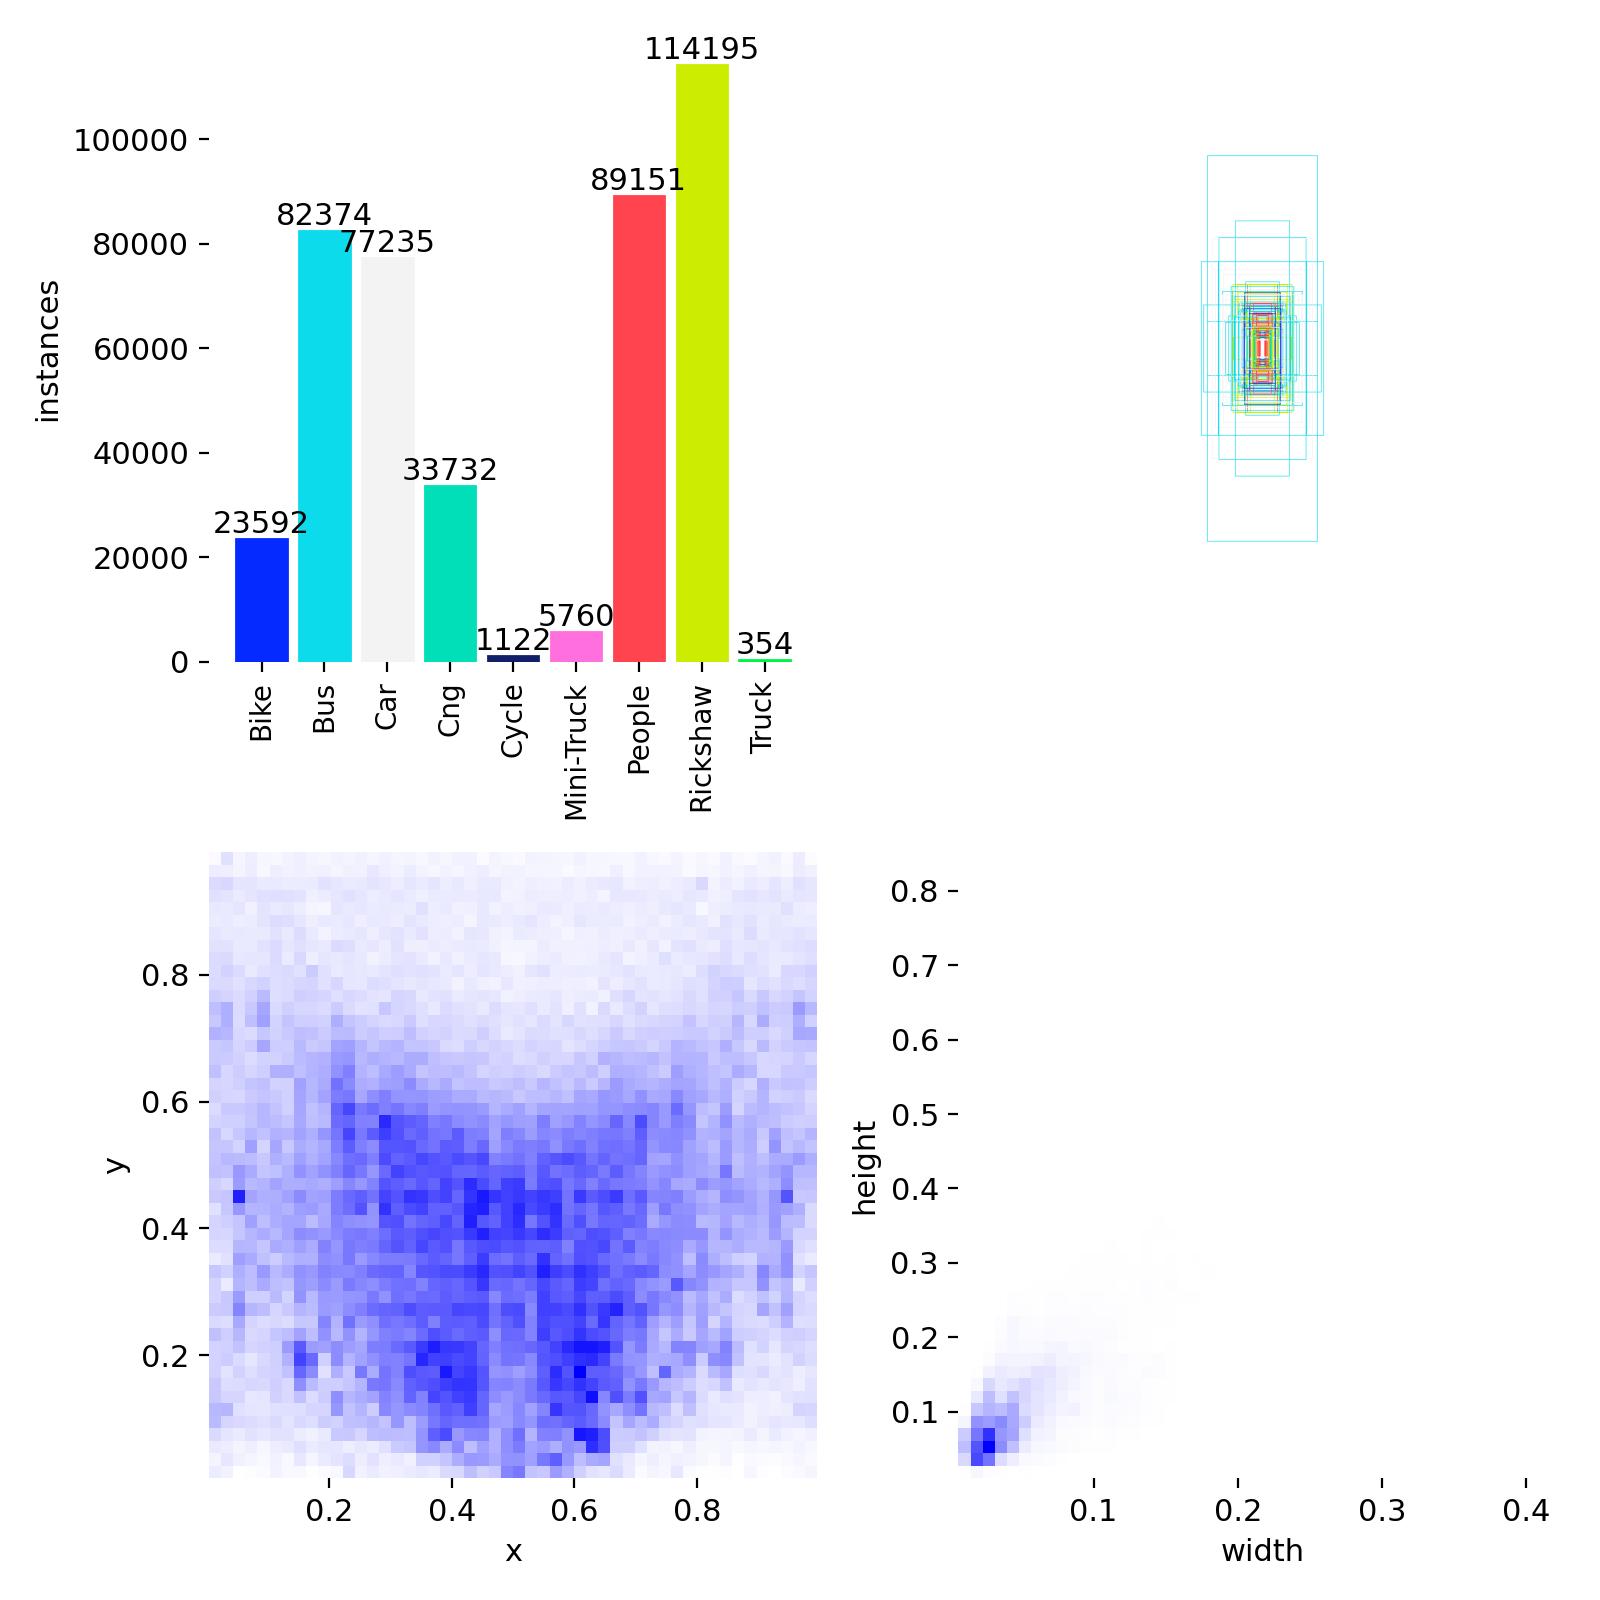 114195
100000
89151
82374
80000
77235
60000
instances
40000
33732
23592
20000
5760
1122
354
0
Bike
Bus
Car
Cng
Cycle
Mini-Truck
People
Rickshaw
Truck
0.8
0.6
y
0.4
0.2
0.2 0.4 0.6 0.8
x
0.8
0.7
0.6
0.5
height
0.4
0.3
0.2
0.1
0.1 0.2 0.3 0.4
width